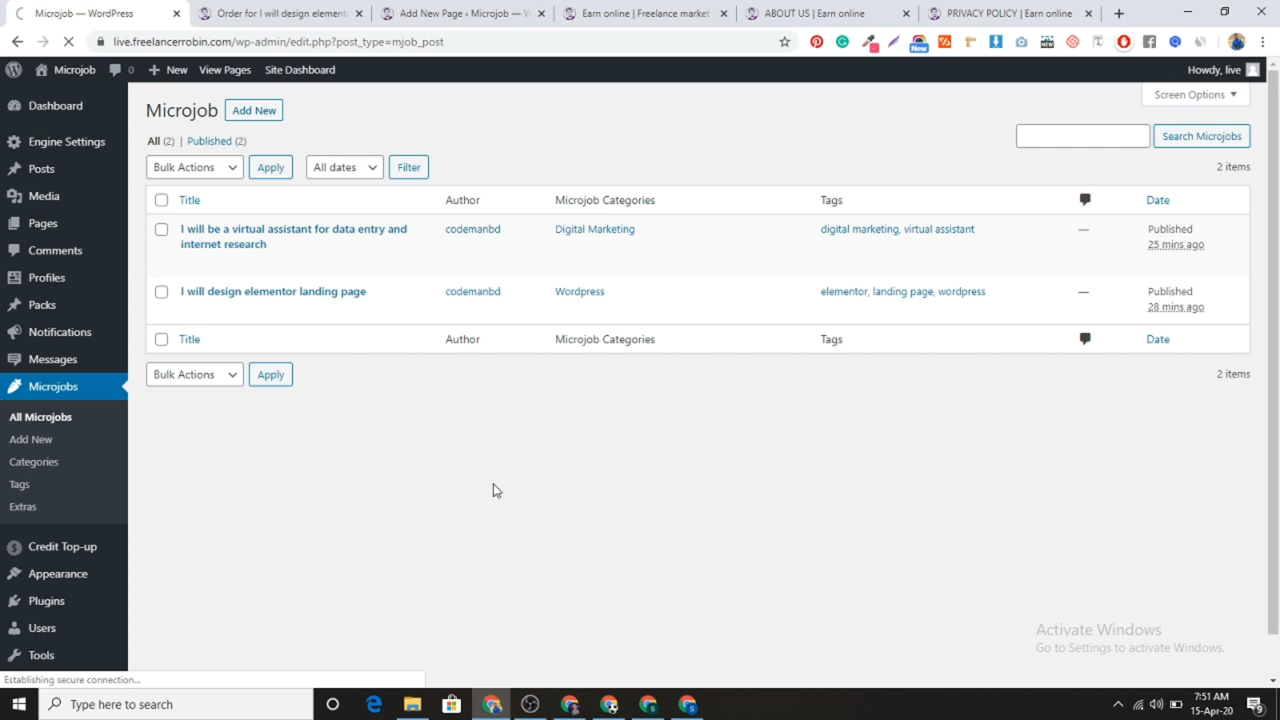 Microjob — WordPress
Order for I will design element
Add New Page ‹ Microjob — W
Earn online | Freelance market
ABOUT US | Earn online
PRIVACY POLICY | Earn online
live.freelancerrobin.com/wp-admin/edit.php?post_type=mjob_post
New
Microjob
0
New
View Pages
Site Dashboard
Howdy, live
Dashboard
Engine Settings
Posts
Media
Pages
Comments
Profiles
Packs
Notifications
Messages
Microjobs
All Microjobs
Add New
Categories
Tags
Extras
Credit Top-up
Appearance
Plugins
Users
Tools
Screen Options
Microjob
Add New
All (2) | Published (2)
Search Microjobs
Bulk Actions
Apply
All dates
Filter
2 items
Title Author Microjob Categories Tags Date
I will be a virtual assistant for data entry and codemanbd Digital Marketing digital marketing, virtual assistant — Published
internet research 25 mins ago
I will design elementor landing page codemanbd Wordpress elementor, landing page, wordpress — Published
28 mins ago
Title Author Microjob Categories Tags Date
Bulk Actions
Apply
2 items
Activate Windows
Go to Settings to activate Windows.
Establishing secure connection...
Type here to search
7:51 AM
15-Apr-20
9